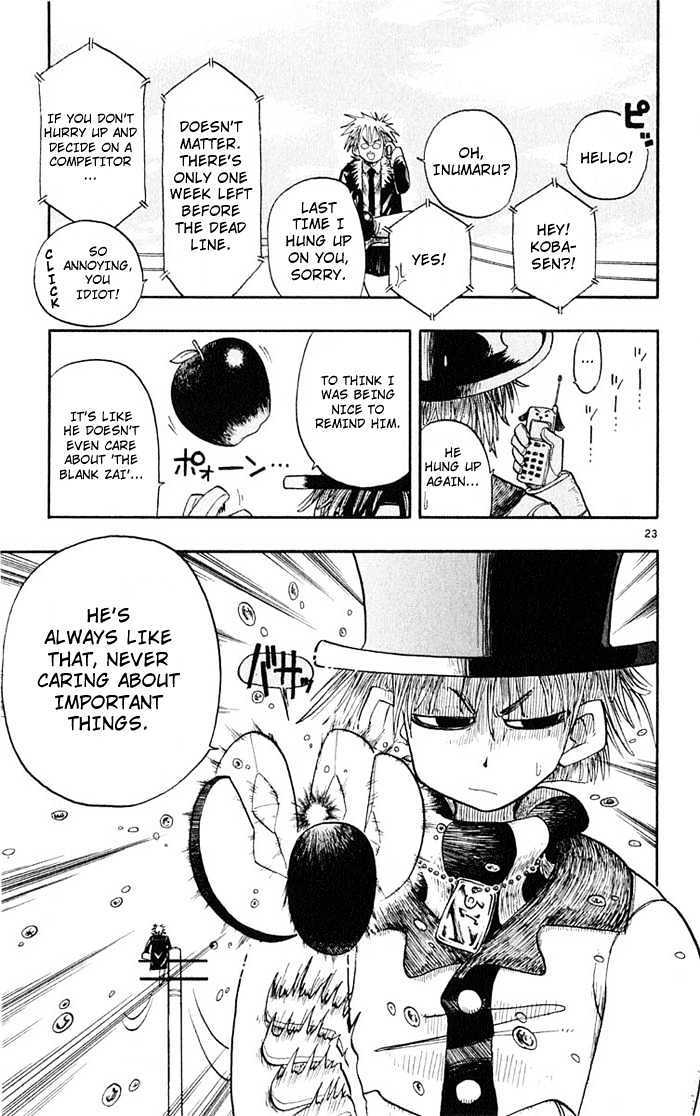 ピッ
HELLO!
HEY!
KOBA-
SEN?!
OH,
INUMARU?
YES!
LAST
TIME I
HUNG UP
ON YOU,
SORRY.
DOESN'T
MATTER.
THERE'S
ONLY ONE
WEEK LEFT
BEFORE
THE DEAD
LINE.
IF YOU DON'T
HURRY UP AND
DECIDE ON A
COMPETITOR
...
SO
ANNOYING,
YOU
IDIOT!
CLICK
...
HE
HUNG UP
AGAIN...
TO THINK I
WAS BEING
NICE TO
REMIND HIM.
ポォーン...
IT'S LIKE
HE DOESN'T
EVEN CARE
ABOUT 'THE
BLANK ZAI'...
23
HE'S
ALWAYS LIKE
THAT, NEVER
CARING ABOUT
IMPORTANT
THINGS.